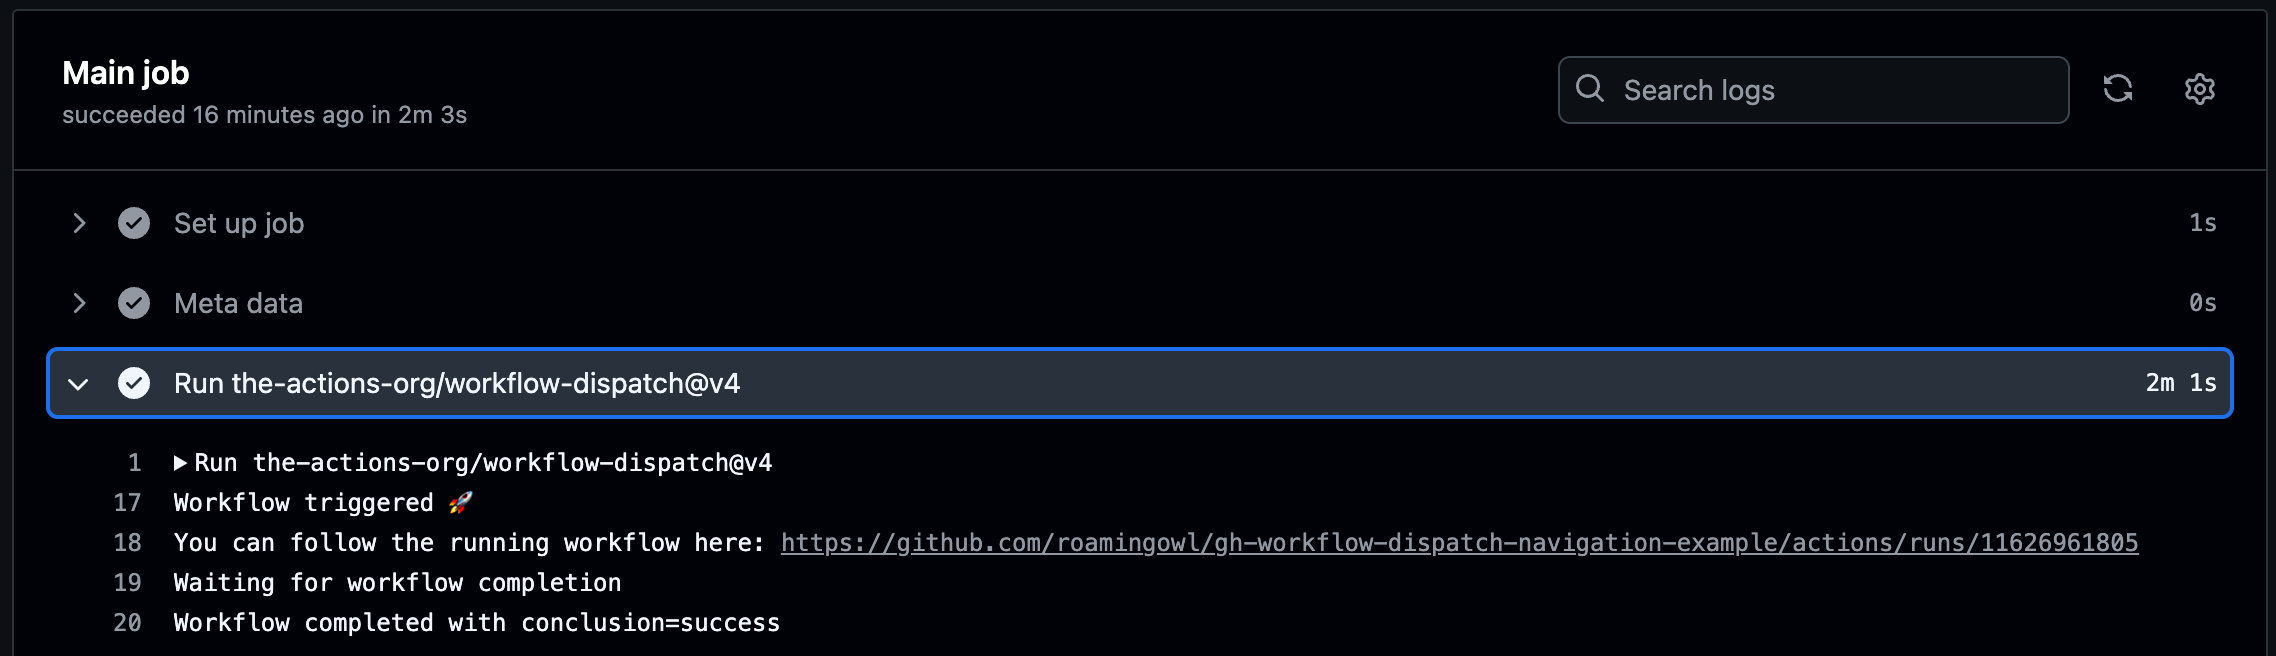 Main job
succeeded 16 minutes ago in 2m 3s
Search logs
Set up job 1s
Meta data 0s
Run the-actions-org/workflow-dispatch@v4 2m 1s
1 ▶Run the-actions-org/workflow-dispatch@v4
17 Workflow triggered 🚀
18 You can follow the running workflow here: https://github.com/roamingowl/gh-workflow-dispatch-navigation-example/actions/runs/11626961805
19 Waiting for workflow completion
20 Workflow completed with conclusion=success